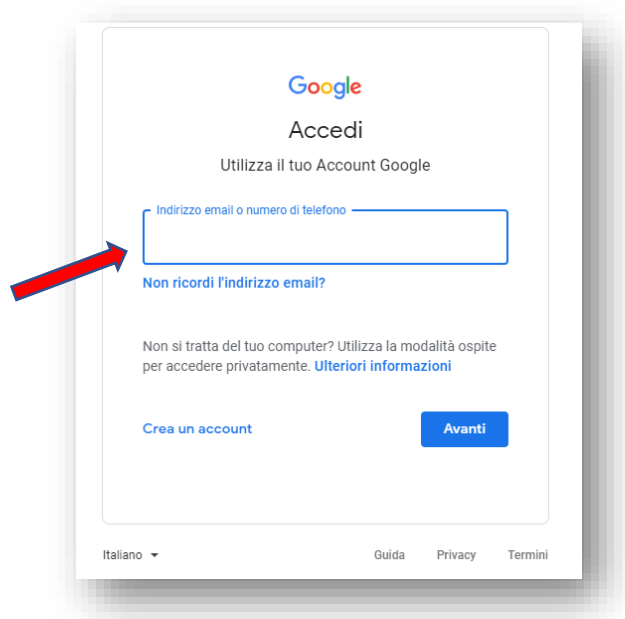 Google
Accedi
Utilizza il tuo Account Google
Indirizzo email o numero di telefono
Non ricordi l'indirizzo email?
Non si tratta del tuo computer? Utilizza la modalità ospite
per accedere privatamente. Ulteriori informazioni
Crea un account
Avanti
Italiano
Guida Privacy Termini